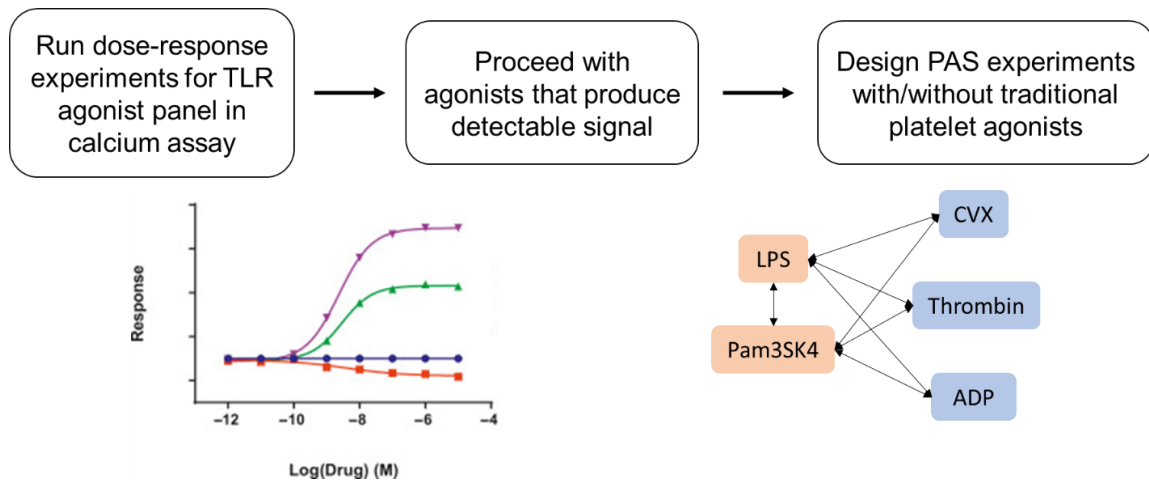 Run dose-response
experiments for TLR
agonist panel in
calcium assay
Proceed with
agonists that produce
detectable signal
Design PAS experiments
with/without traditional
platelet agonists
Response
−12
−10
−8
−6
−4
Log(Drug) (M)
LPS
Pam3SK4
CVX
Thrombin
ADP